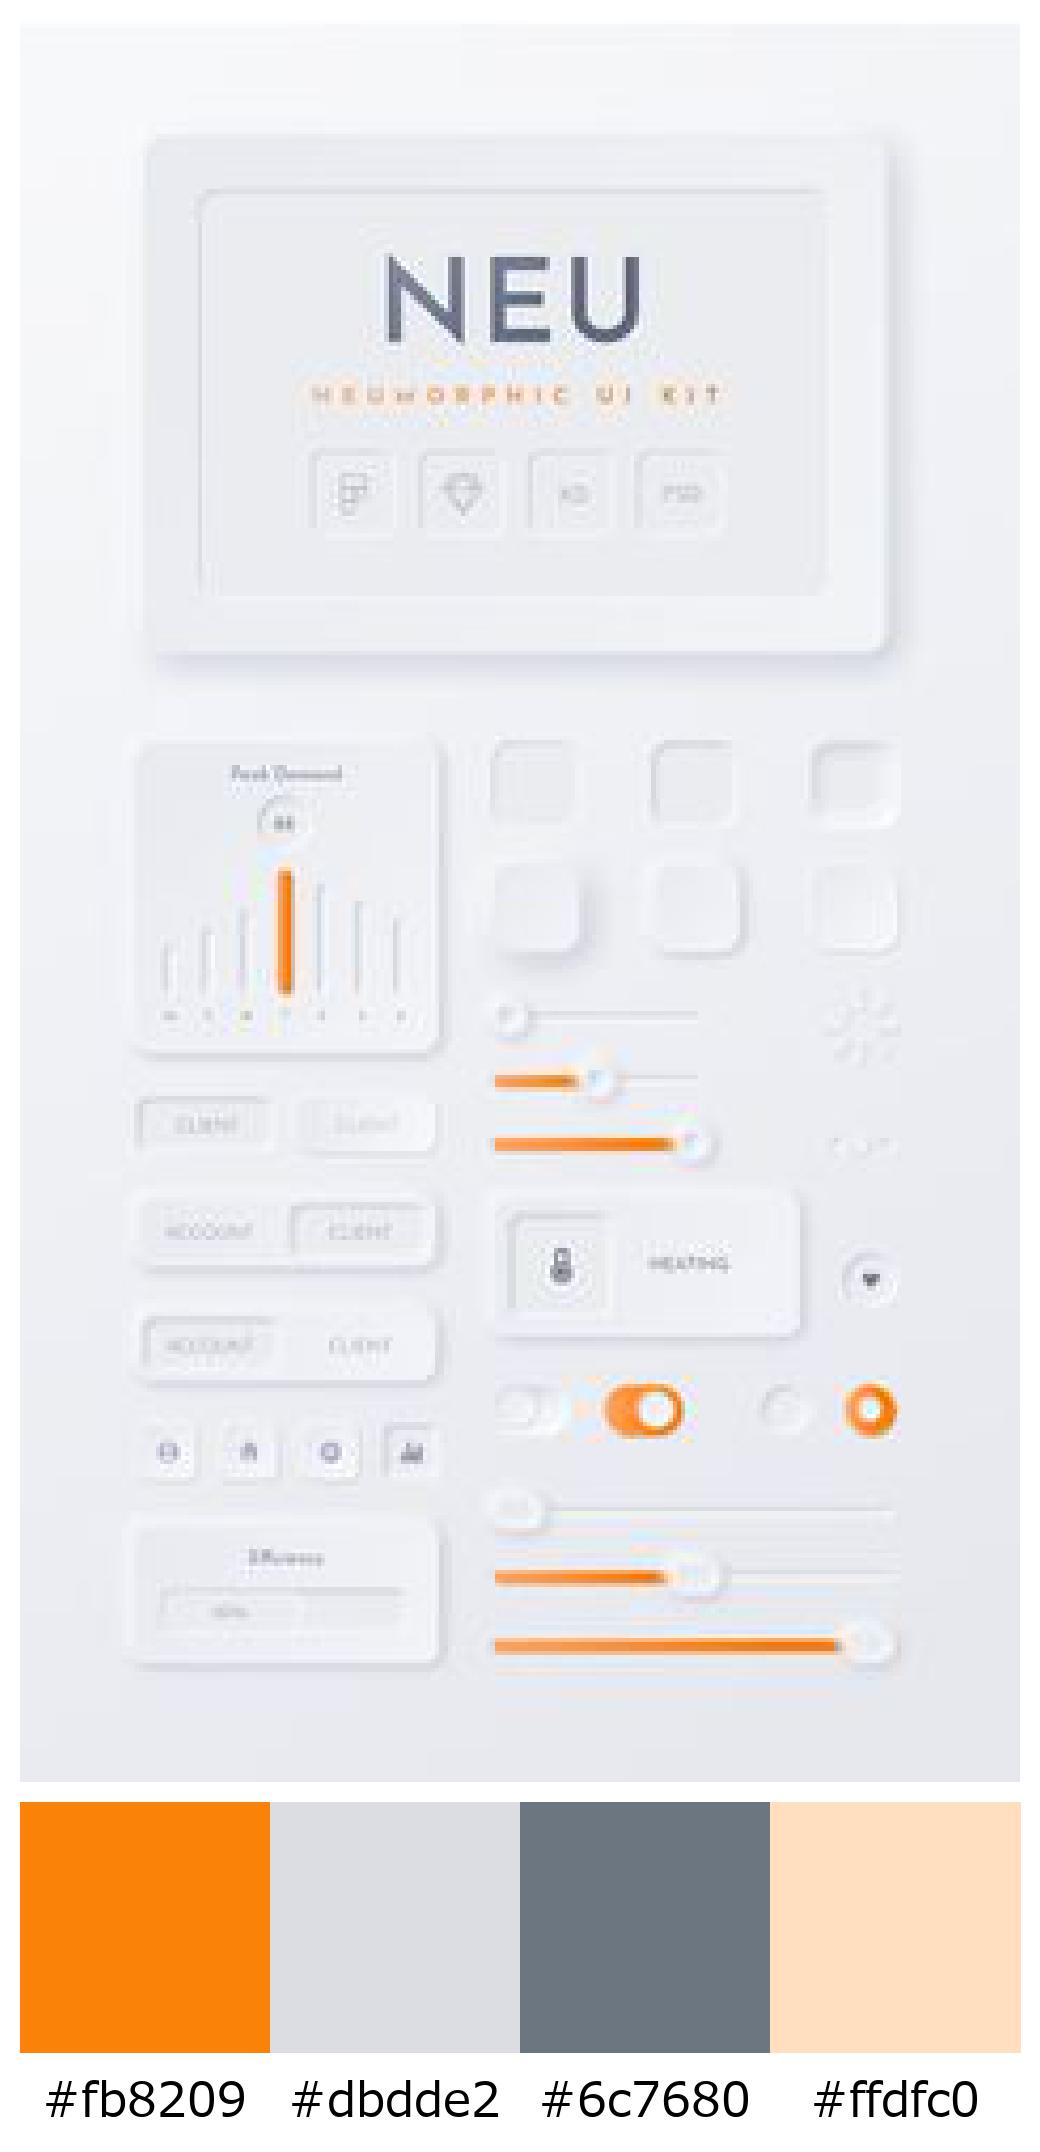 NEU
NEUMORPHIC UI KIT
XD PSD
Peak Demand
CLIENT CLIENT
ACCOUNT CLIENT
HEATING
ACCOUNT CLIENT
Efficiency
#fb8209 #dbdde2 #6c7680 #ffdfc0